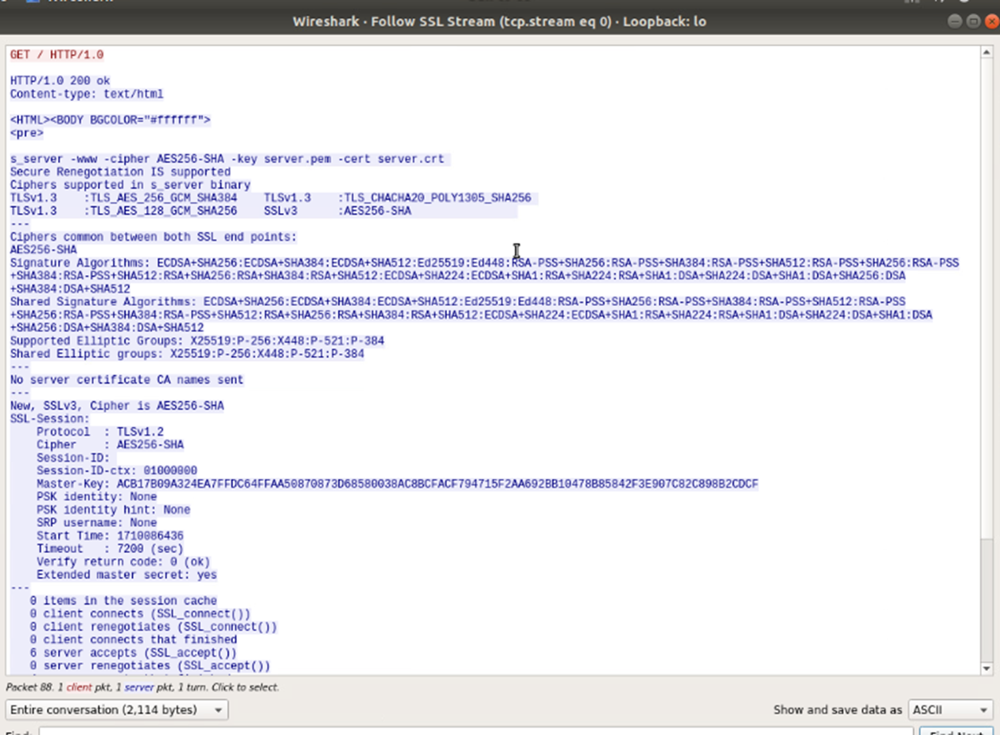 Wireshark · Follow SSL Stream (tcp.stream eq 0) · Loopback: lo
GET / HTTP/1.0
HTTP/1.0 200 ok
Content-type: text/html
<HTML><BODY BGCOLOR="#ffffff">
<pre>
s_server -www -cipher AES256-SHA -key server.pem -cert server.crt
Secure Renegotiation IS supported
Ciphers supported in s_server binary
TLSv1.3    :TLS_AES_256_GCM_SHA384    TLSv1.3    :TLS_CHACHA20_POLY1305_SHA256
TLSv1.3    :TLS_AES_128_GCM_SHA256    SSLv3      :AES256-SHA
---
Ciphers common between both SSL end points:
AES256-SHA
Signature Algorithms: ECDSA+SHA256:ECDSA+SHA384:ECDSA+SHA512:Ed25519:Ed448:RSA-PSS+SHA256:RSA-PSS+SHA384:RSA-PSS+SHA512:RSA-PSS+SHA256:RSA-PSS
+SHA384:RSA-PSS+SHA512:RSA+SHA256:RSA+SHA384:RSA+SHA512:ECDSA+SHA224:ECDSA+SHA1:RSA+SHA224:RSA+SHA1:DSA+SHA224:DSA+SHA1:DSA+SHA256:DSA
+SHA384:DSA+SHA512
Shared Signature Algorithms: ECDSA+SHA256:ECDSA+SHA384:ECDSA+SHA512:Ed25519:Ed448:RSA-PSS+SHA256:RSA-PSS+SHA384:RSA-PSS+SHA512:RSA-PSS
+SHA256:RSA-PSS+SHA384:RSA-PSS+SHA512:RSA+SHA256:RSA+SHA384:RSA+SHA512:ECDSA+SHA224:ECDSA+SHA1:RSA+SHA224:RSA+SHA1:DSA+SHA224:DSA+SHA1:DSA
+SHA256:DSA+SHA384:DSA+SHA512
Supported Elliptic Groups: X25519:P-256:X448:P-521:P-384
Shared Elliptic groups: X25519:P-256:X448:P-521:P-384
---
No server certificate CA names sent
---
New, SSLv3, Cipher is AES256-SHA
SSL-Session:
    Protocol  : TLSv1.2
    Cipher    : AES256-SHA
    Session-ID:
    Session-ID-ctx: 01000000
    Master-Key: ACB17B09A324EA7FFDC64FFAA50870873D68580038AC8BCFACF794715F2AA692BB10478B85842F3E907C82C898B2CDCF
    PSK identity: None
    PSK identity hint: None
    SRP username: None
    Start Time: 1710086436
    Timeout   : 7200 (sec)
    Verify return code: 0 (ok)
    Extended master secret: yes
---
   0 items in the session cache
   0 client connects (SSL_connect())
   0 client renegotiates (SSL_connect())
   0 client connects that finished
   6 server accepts (SSL_accept())
   0 server renegotiates (SSL_accept())
Packet 88. 1 client pkt, 1 server pkt, 1 turn. Click to select.
Entire conversation (2,114 bytes)
Show and save data as ASCII